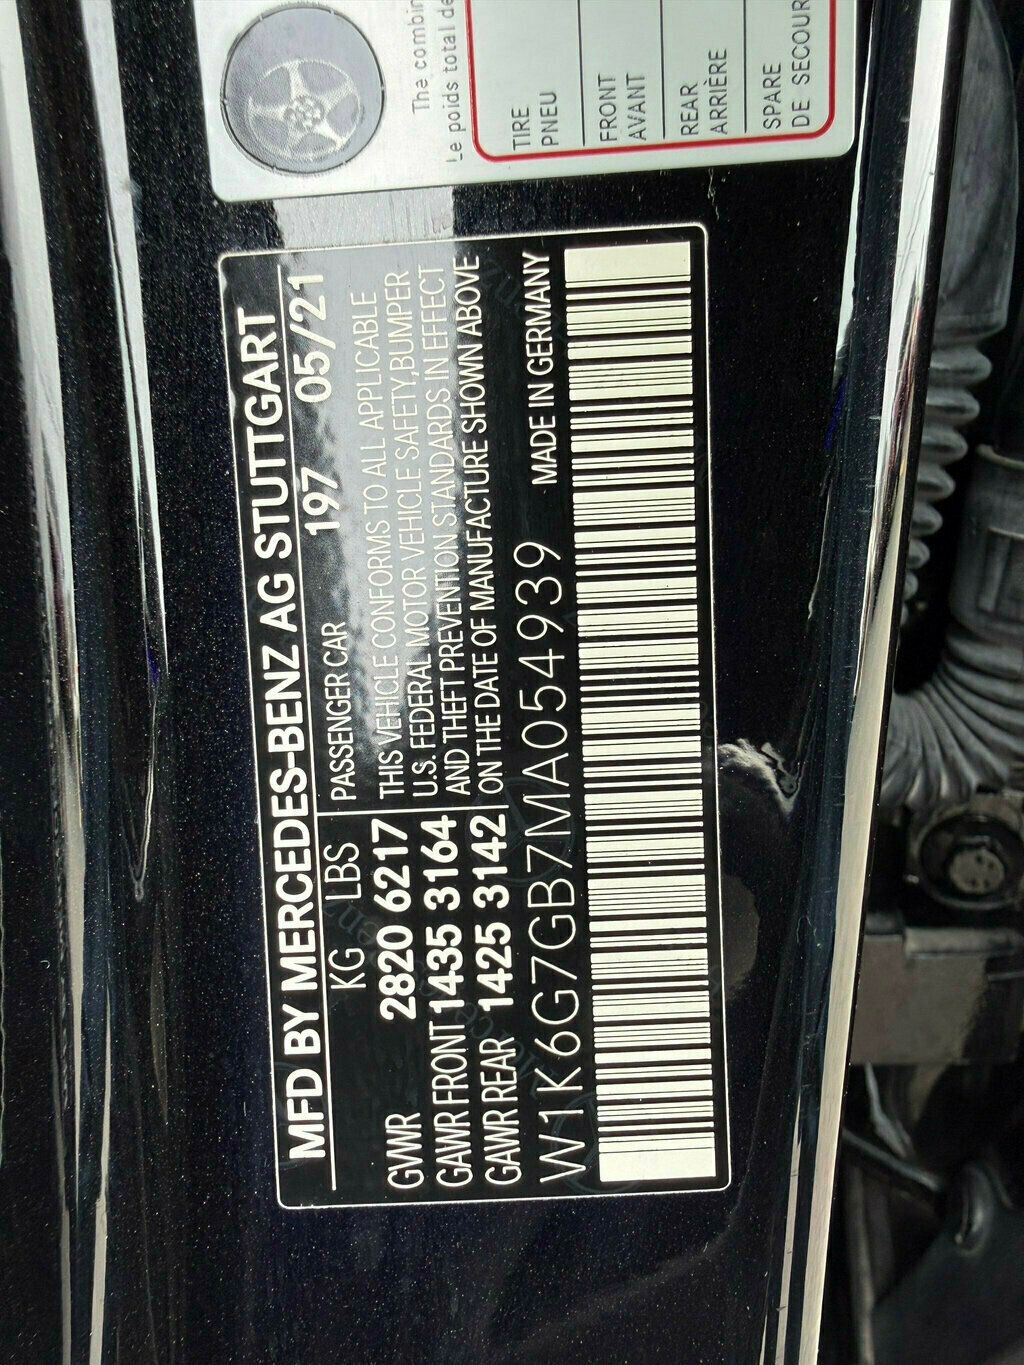 MFD BY MERCEDES-BENZ AG STUTTGART
KG LBS PASSENGER CAR 197 05/21
GVWR 2820 6217
GAWR FRONT 1435 3164
GAWR REAR 1425 3142
THIS VEHICLE CONFORMS TO ALL APPLICABLE
U.S. FEDERAL MOTOR VEHICLE SAFETY,BUMPER
AND THEFT PREVENTION STANDARDS IN EFFECT
ON THE DATE OF MANUFACTURE SHOWN ABOVE
W1K6G7GB7MA054939 MADE IN GERMANY
The
Le poids total de
TIRE
PNEU
FRONT
AVANT
REAR
ARRIÈRE
SPARE
DE